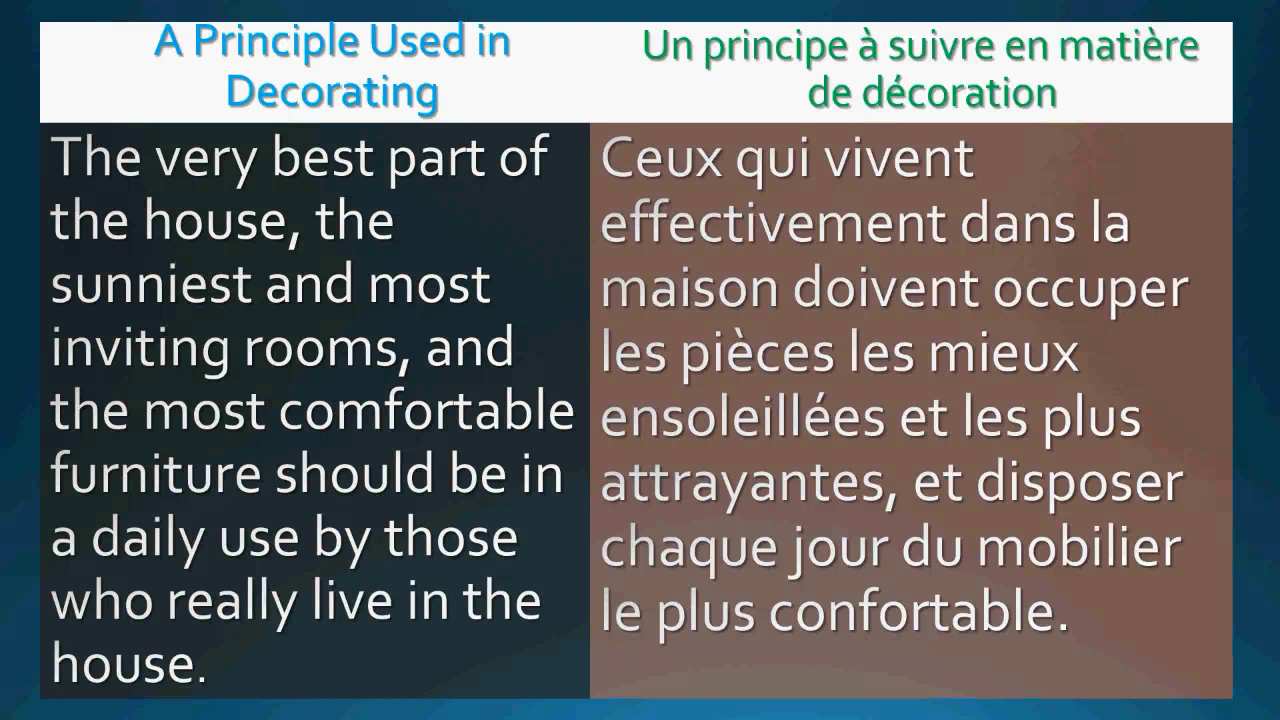 A Principle Used in
Decorating
Un principe à suivre en matière
de décoration
The very best part of
the house, the
sunniest and most
inviting rooms, and
the most comfortable
furniture should be in
a daily use by those
who really live in the
house.
Ceux qui vivent
effectivement dans la
maison doivent occuper
les pièces les mieux
ensoleillées et les plus
attrayantes, et disposer
chaque jour du mobilier
le plus confortable.